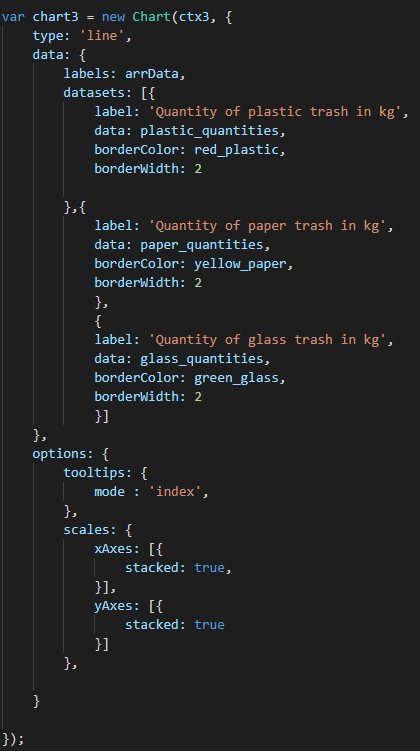 var chart3 = new Chart(ctx3, {
    type: 'line',
    data: {
        labels: arrData,
        datasets: [{
            label: 'Quantity of plastic trash in kg',
            data: plastic_quantities,
            borderColor: red_plastic,
            borderWidth: 2

        },{
            label: 'Quantity of paper trash in kg',
            data: paper_quantities,
            borderColor: yellow_paper,
            borderWidth: 2
            },
            {
            label: 'Quantity of glass trash in kg',
            data: glass_quantities,
            borderColor: green_glass,
            borderWidth: 2
            }]
    },
    options: {
        tooltips: {
            mode : 'index',
        },
        scales: {
            xAxes: [{
                stacked: true,
            }],
            yAxes: [{
                stacked: true
            }]
        },

    }

});